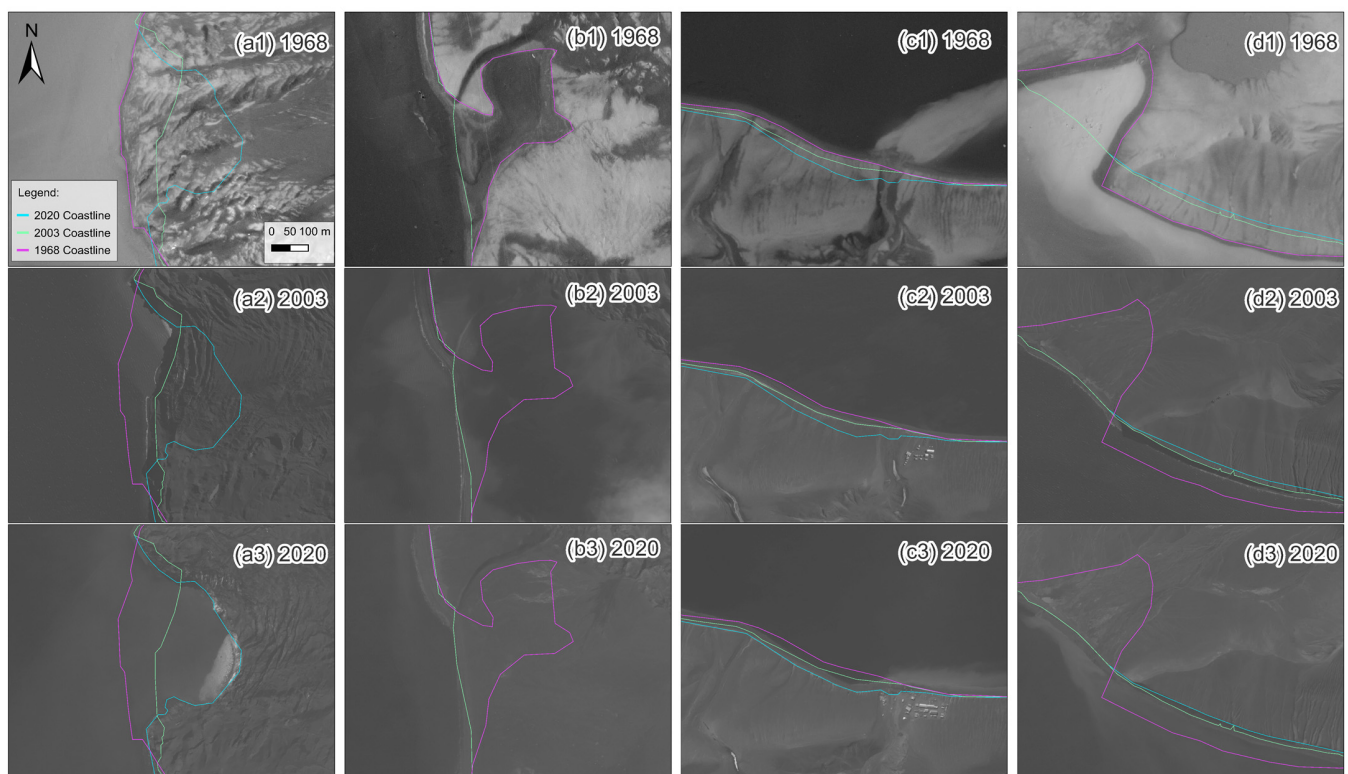 N
(a1) 1968
(b1) 1968
(c1) 1968
(d1) 1968
Legend:
2020 Coastline
2003 Coastline
1968 Coastline
0 50 100 m
(a2) 2003
(b2) 2003
(c2) 2003
(d2) 2003
(a3) 2020
(b3) 2020
(c3) 2020
(d3) 2020